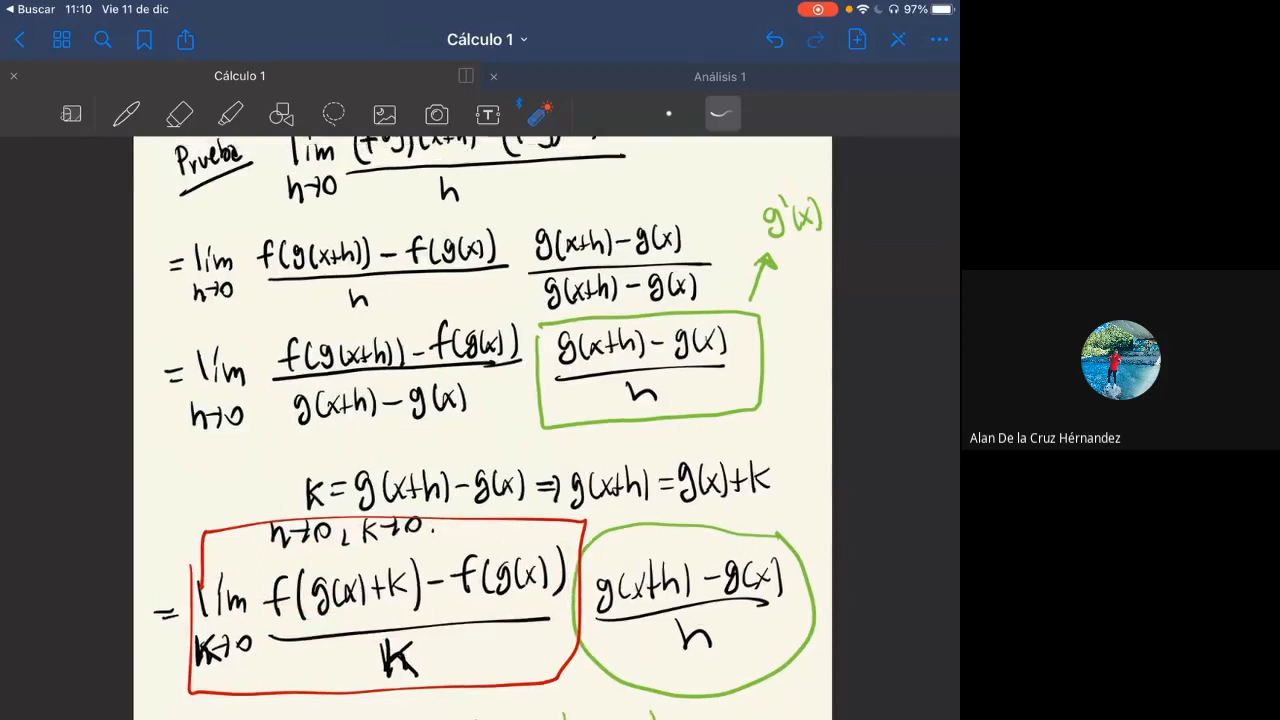 Buscar 11:10 Vie 11 de dic 97%
Cálculo 1
Cálculo 1 Análisis 1
Prueba lim (f∘g)(x+h) -
h→0 h
g'(x)
= lim f(g(x+h)) - f(g(x)) g(x+h) - g(x)
h→0 h g(x+h) - g(x)
= lim f(g(x+h)) - f(g(x)) g(x+h) - g(x)
h→0 g(x+h) - g(x) h
K = g(x+h) - g(x) ⇒ g(x+h) = g(x)+K
h→0, K→0.
= lim f(g(x)+K) - f(g(x)) g(x+h) - g(x)
K→0 K h
Alan De la Cruz Hérnandez